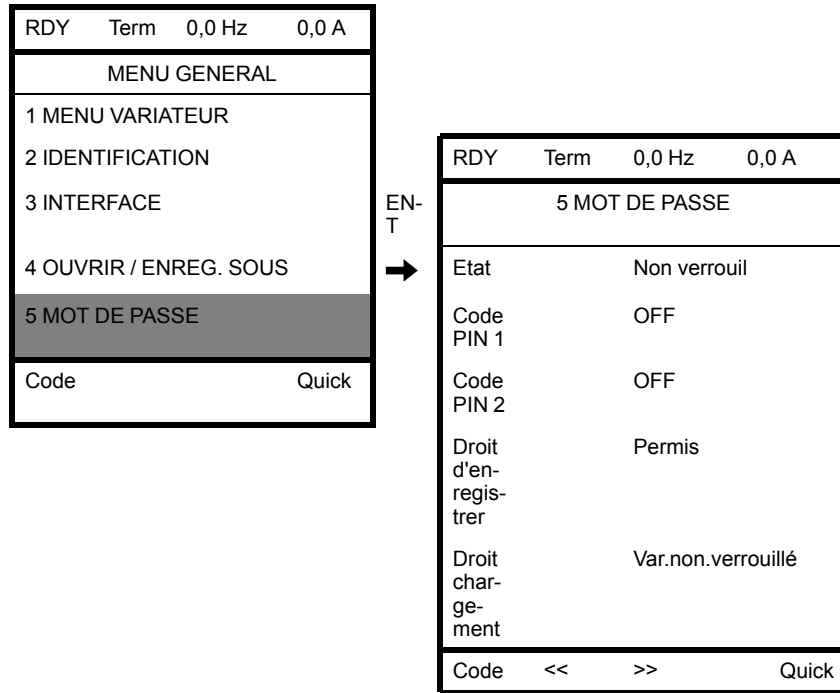 RDY Term 0,0 Hz 0,0 A
MENU GENERAL
1 MENU VARIATEUR
2 IDENTIFICATION
3 INTERFACE
4 OUVRIR / ENREG. SOUS
5 MOT DE PASSE
Code Quick
EN-
T
RDY Term 0,0 Hz 0,0 A
5 MOT DE PASSE
Etat Non verrouil
Code OFF
PIN 1
Code OFF
PIN 2
Droit Permis
d'en-
regis-
trer
Droit Var.non.verrouillé
char-
ge-
ment
Code << >> Quick